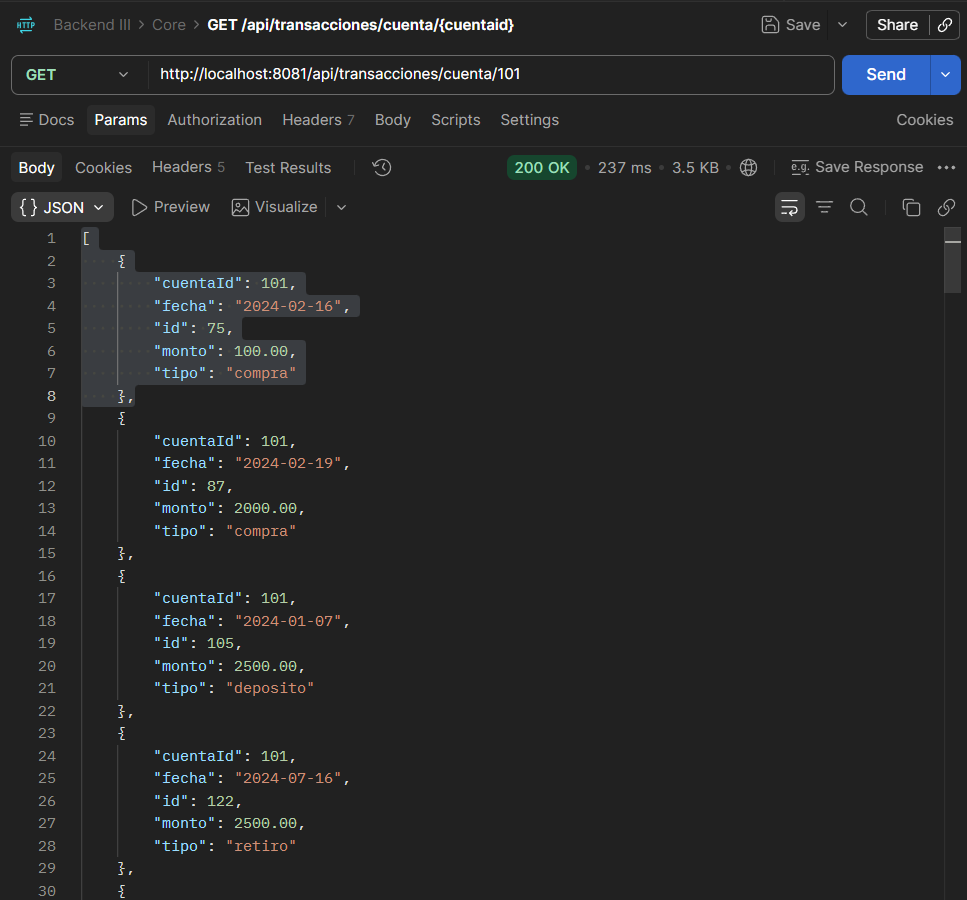 HTTP Backend III > Core > GET /api/transacciones/cuenta/{cuentaid} Save Share
GET http://localhost:8081/api/transacciones/cuenta/101 Send
Docs Params Authorization Headers 7 Body Scripts Settings Cookies
Body Cookies Headers 5 Test Results 200 OK • 237 ms • 3.5 KB • e.g. Save Response •••
{} JSON Preview Visualize
1 [
2 {
3 "cuentaId": 101,
4 "fecha": "2024-02-16",
5 "id": 75,
6 "monto": 100.00,
7 "tipo": "compra"
8 },
9 {
10 "cuentaId": 101,
11 "fecha": "2024-02-19",
12 "id": 87,
13 "monto": 2000.00,
14 "tipo": "compra"
15 },
16 {
17 "cuentaId": 101,
18 "fecha": "2024-01-07",
19 "id": 105,
20 "monto": 2500.00,
21 "tipo": "deposito"
22 },
23 {
24 "cuentaId": 101,
25 "fecha": "2024-07-16",
26 "id": 122,
27 "monto": 2500.00,
28 "tipo": "retiro"
29 },
30 {